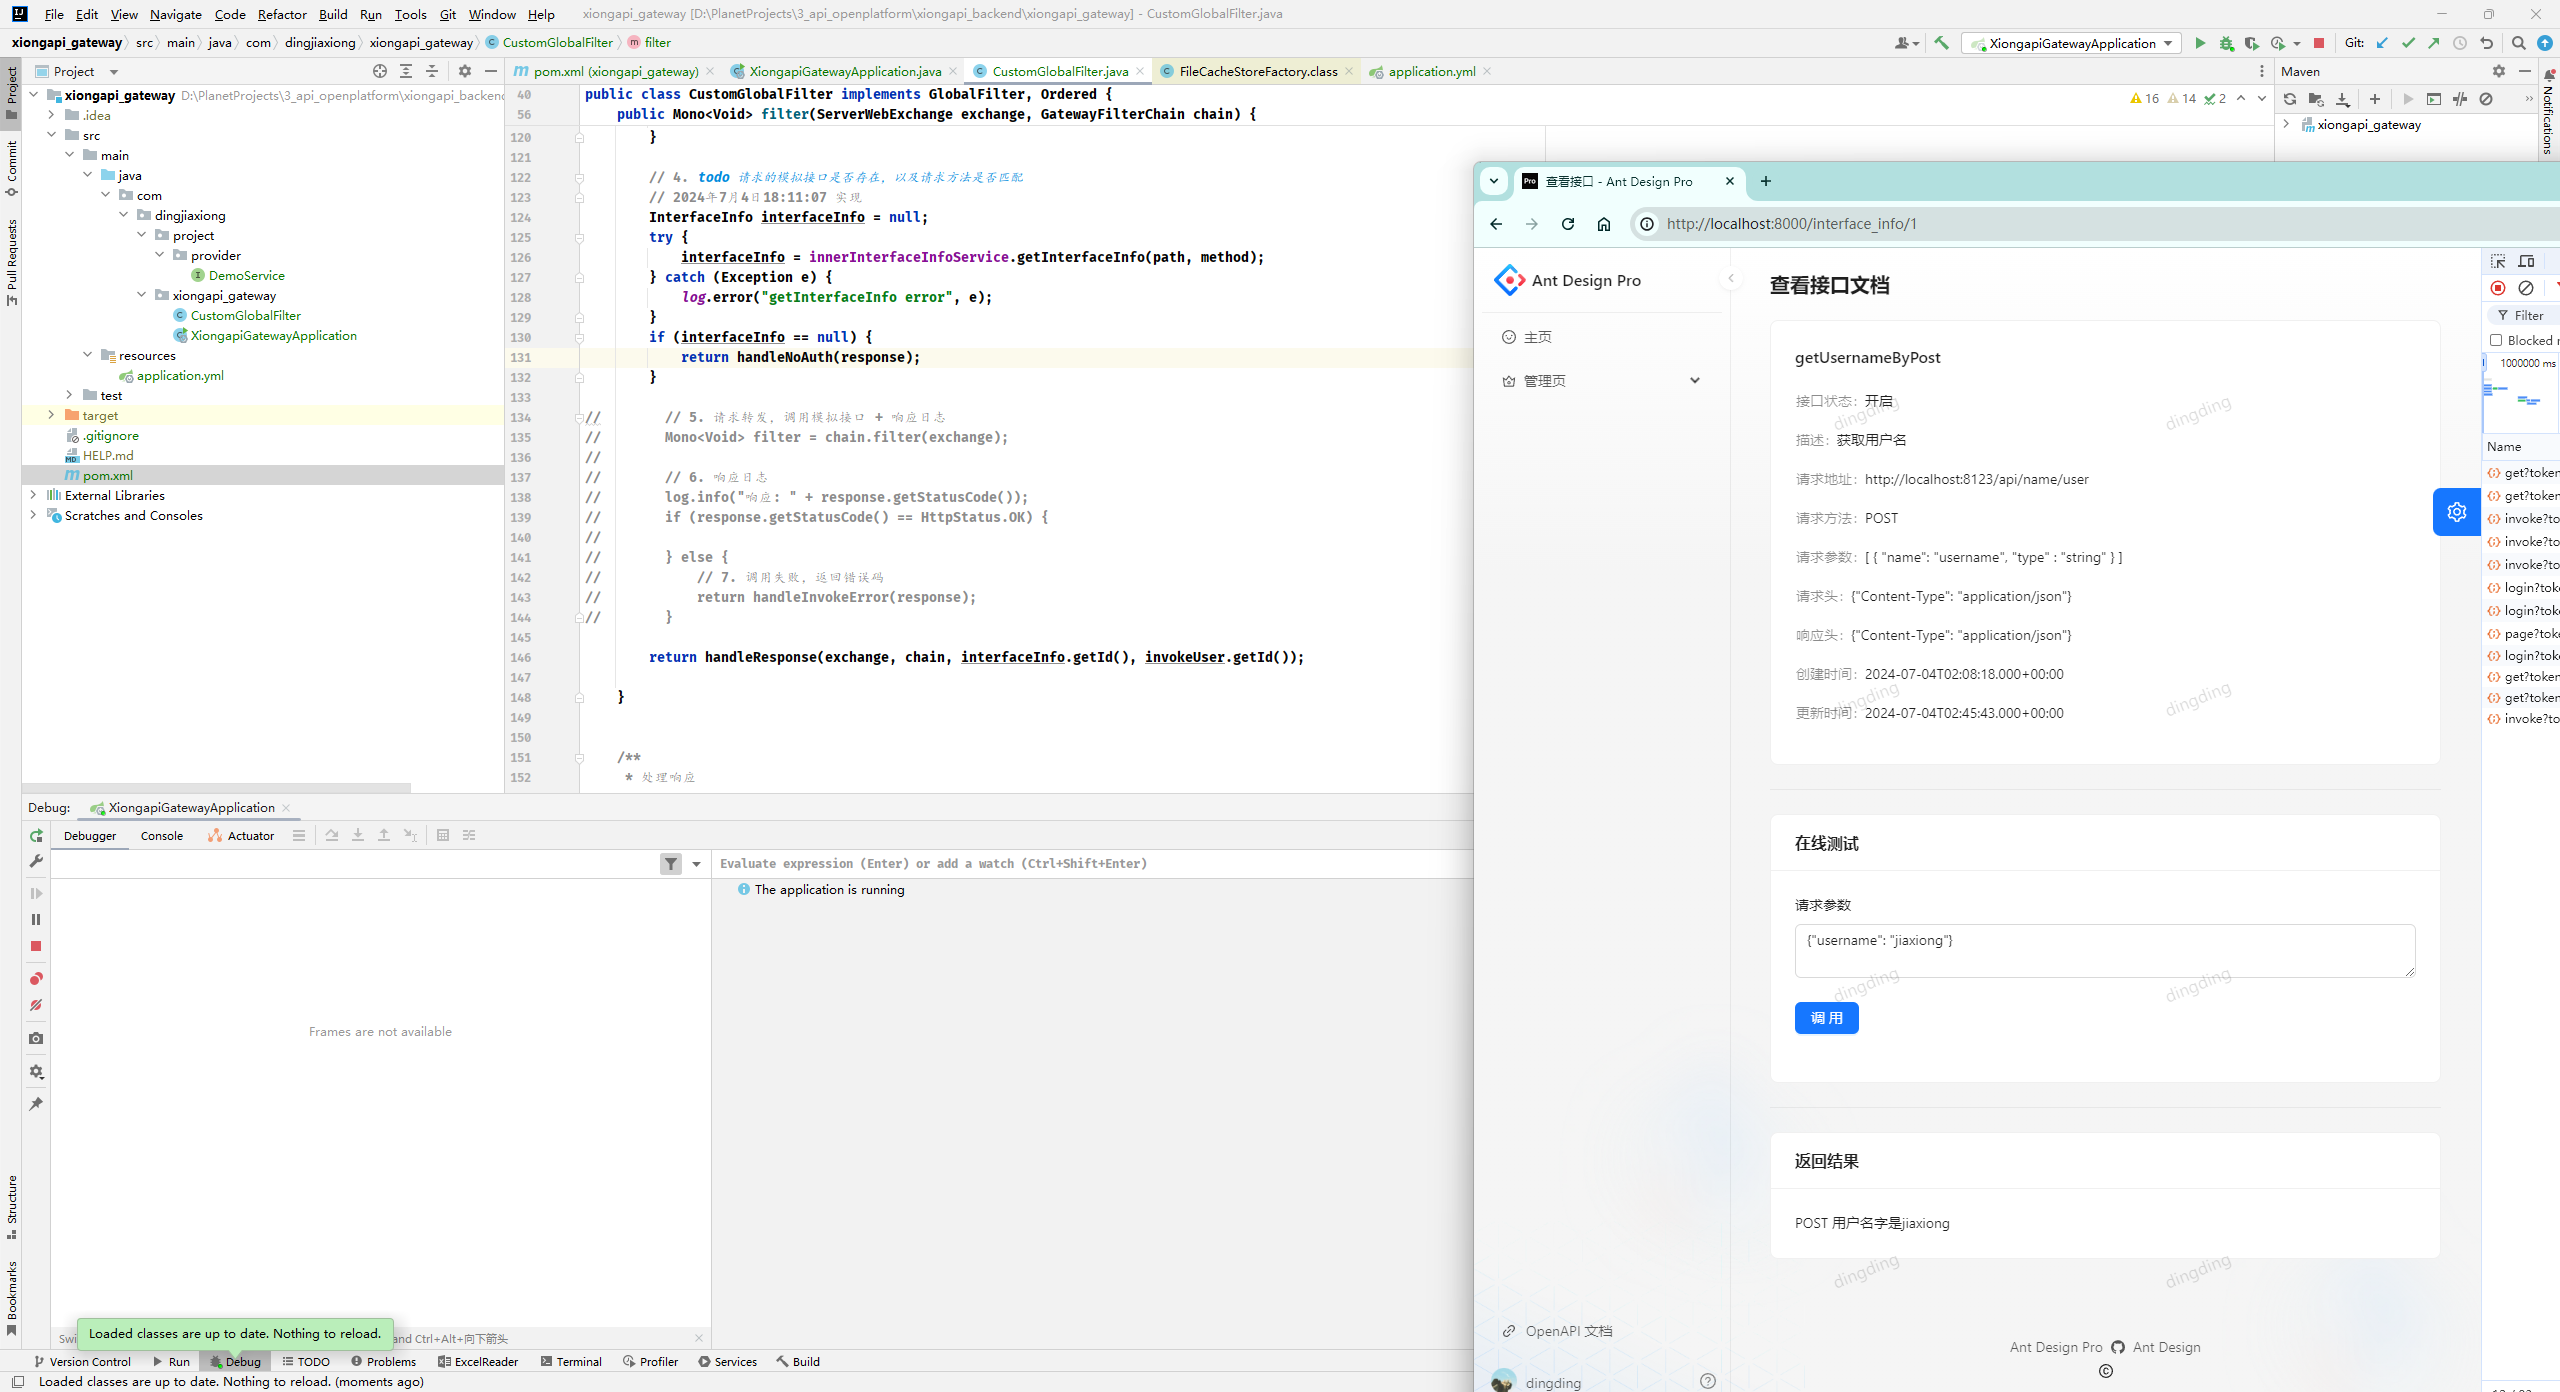 File Edit View Navigate Code Refactor Build Run Tools Git Window Help xiongapi_gateway [D:\PlanetProjects\3_api_openplatform\xiongapi_backend\xiongapi_gateway] - CustomGlobalFilter.java
xiongapi_gateway src main java com dingjiaxiong xiongapi_gateway CustomGlobalFilter filter
XiongapiGatewayApplication Git:
Project
pom.xml (xiongapi_gateway) XiongapiGatewayApplication.java CustomGlobalFilter.java FileCacheStoreFactory.class application.yml
Maven
xiongapi_gateway D:\PlanetProjects\3_api_openplatform\xiongapi_backend
.idea
src
main
java
com
dingjiaxiong
project
provider
DemoService
xiongapi_gateway
CustomGlobalFilter
XiongapiGatewayApplication
resources
application.yml
test
target
.gitignore
HELP.md
pom.xml
External Libraries
Scratches and Consoles
Project
Commit
Pull Requests
Structure
Bookmarks
Notifications
16 14 2
xiongapi_gateway
40 public class CustomGlobalFilter implements GlobalFilter, Ordered {
56 public Mono<Void> filter(ServerWebExchange exchange, GatewayFilterChain chain) {
120 }
121
122 // 4. todo 请求的模拟接口是否存在，以及请求方法是否匹配
123 // 2024年7月4日18:11:07 实现
124 InterfaceInfo interfaceInfo = null;
125 try {
126 interfaceInfo = innerInterfaceInfoService.getInterfaceInfo(path, method);
127 } catch (Exception e) {
128 log.error("getInterfaceInfo error", e);
129 }
130 if (interfaceInfo == null) {
131 return handleNoAuth(response);
132 }
133
134 // // 5. 请求转发，调用模拟接口 + 响应日志
135 // Mono<Void> filter = chain.filter(exchange);
136 //
137 // // 6. 响应日志
138 // log.info("响应: " + response.getStatusCode());
139 // if (response.getStatusCode() == HttpStatus.OK) {
140 //
141 // } else {
142 // // 7. 调用失败，返回错误码
143 // return handleInvokeError(response);
144 // }
145
146 return handleResponse(exchange, chain, interfaceInfo.getId(), invokeUser.getId());
147
148 }
149
150
151 /**
152 * 处理响应
Debug: XiongapiGatewayApplication
Debugger Console Actuator
Evaluate expression (Enter) or add a watch (Ctrl+Shift+Enter)
The application is running
Frames are not available
Loaded classes are up to date. Nothing to reload.
and Ctrl+Alt+向下箭头
Version Control Run Debug TODO Problems ExcelReader Terminal Profiler Services Build
Loaded classes are up to date. Nothing to reload. (moments ago)
Pro 查看接口 - Ant Design Pro
http://localhost:8000/interface_info/1
Ant Design Pro
主页
管理页
OpenAPI 文档
dingding
查看接口文档
getUsernameByPost
接口状态：开启
描述：获取用户名
请求地址：http://localhost:8123/api/name/user
请求方法：POST
请求参数：[ { "name": "username", "type" : "string" } ]
请求头：{"Content-Type": "application/json"}
响应头：{"Content-Type": "application/json"}
创建时间：2024-07-04T02:08:18.000+00:00
更新时间：2024-07-04T02:45:43.000+00:00
dingding dingding
dingding dingding
在线测试
请求参数
{"username": "jiaxiong"}
dingding dingding
调 用
返回结果
POST 用户名字是jiaxiong
dingding dingding
Ant Design Pro Ant Design
©
Filter
Blocked
1000000 ms
Name
get?token
get?token
invoke?to
invoke?to
invoke?to
login?tok
login?tok
page?tok
login?tok
get?token
get?token
invoke?to